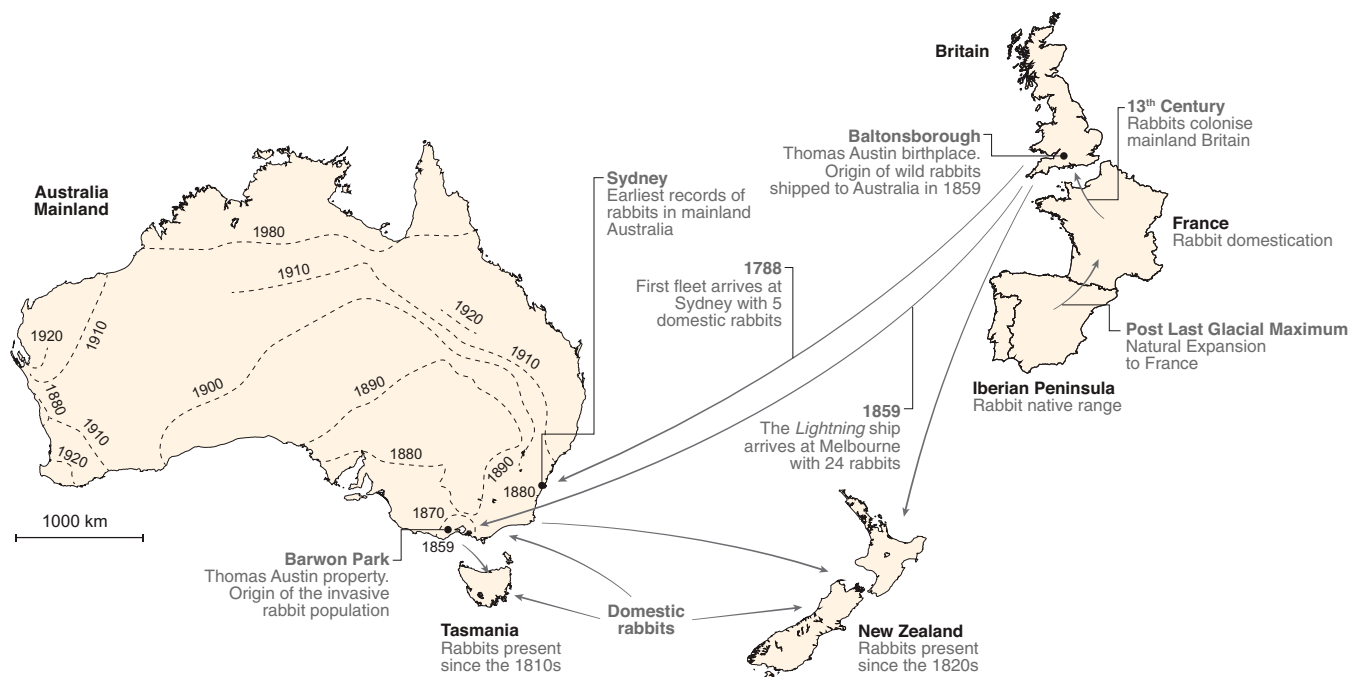 Britain
13th Century
Rabbits colonise
mainland Britain
Baltonsborough
Thomas Austin birthplace.
Origin of wild rabbits
shipped to Australia in 1859
Australia
Mainland
Sydney
Earliest records of
rabbits in mainland
Australia
France
Rabbit domestication
1980
1910
1788
First fleet arrives at
Sydney with 5
domestic rabbits
1920
1910
1920
1910
Post Last Glacial Maximum
Natural Expansion
to France
1900
1890
Iberian Peninsula
Rabbit native range
1880
1910
1920
1859
The Lightning ship
arrives at Melbourne
with 24 rabbits
1880
1890
1880
1870
1859
1000 km
Barwon Park
Thomas Austin property.
Origin of the invasive
rabbit population
Domestic
rabbits
Tasmania
Rabbits present
since the 1810s
New Zealand
Rabbits present
since the 1820s